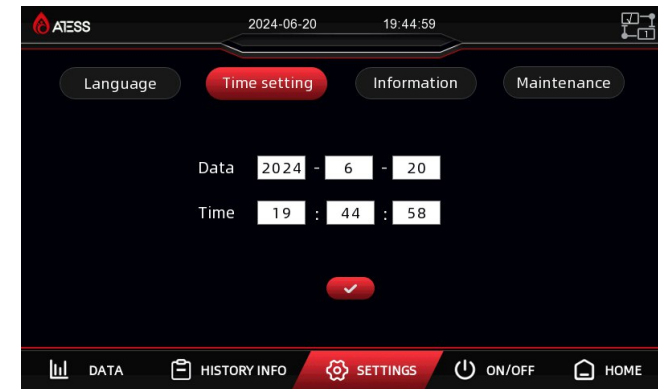 ATESS 2024-06-20 19:44:59
1
Language Time setting Information Maintenance
Data 2024 - 6 - 20
Time 19 : 44 : 58
DATA HISTORY INFO SETTINGS ON/OFF HOME